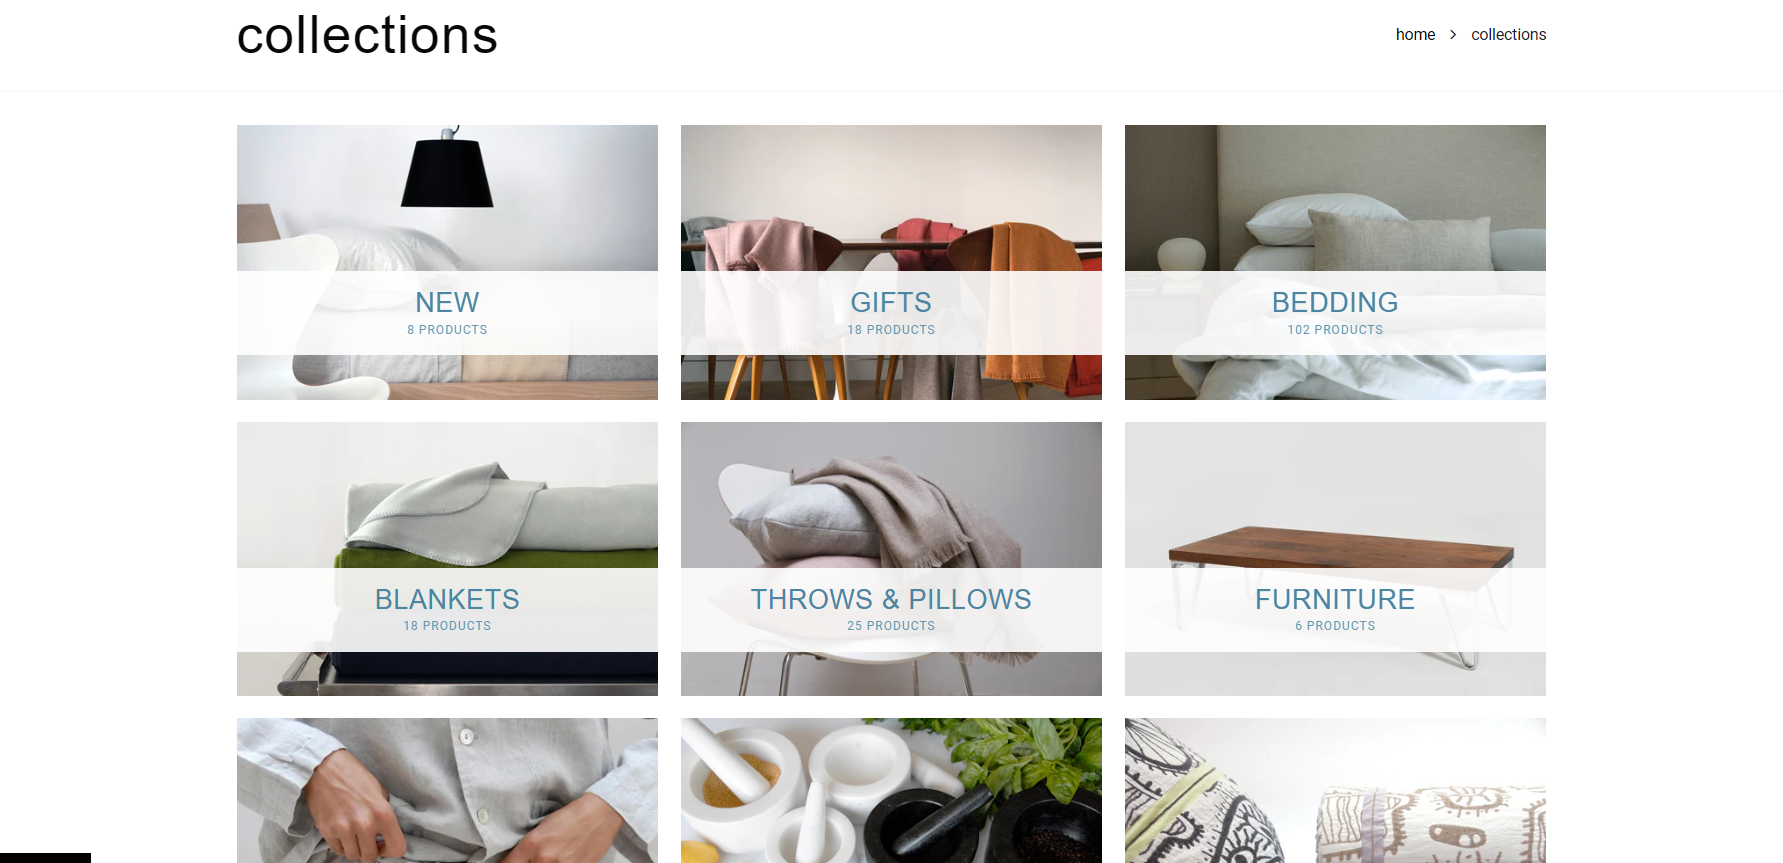 collections
home > collections
NEW
8 PRODUCTS
GIFTS
18 PRODUCTS
BEDDING
102 PRODUCTS
BLANKETS
18 PRODUCTS
THROWS & PILLOWS
25 PRODUCTS
FURNITURE
6 PRODUCTS